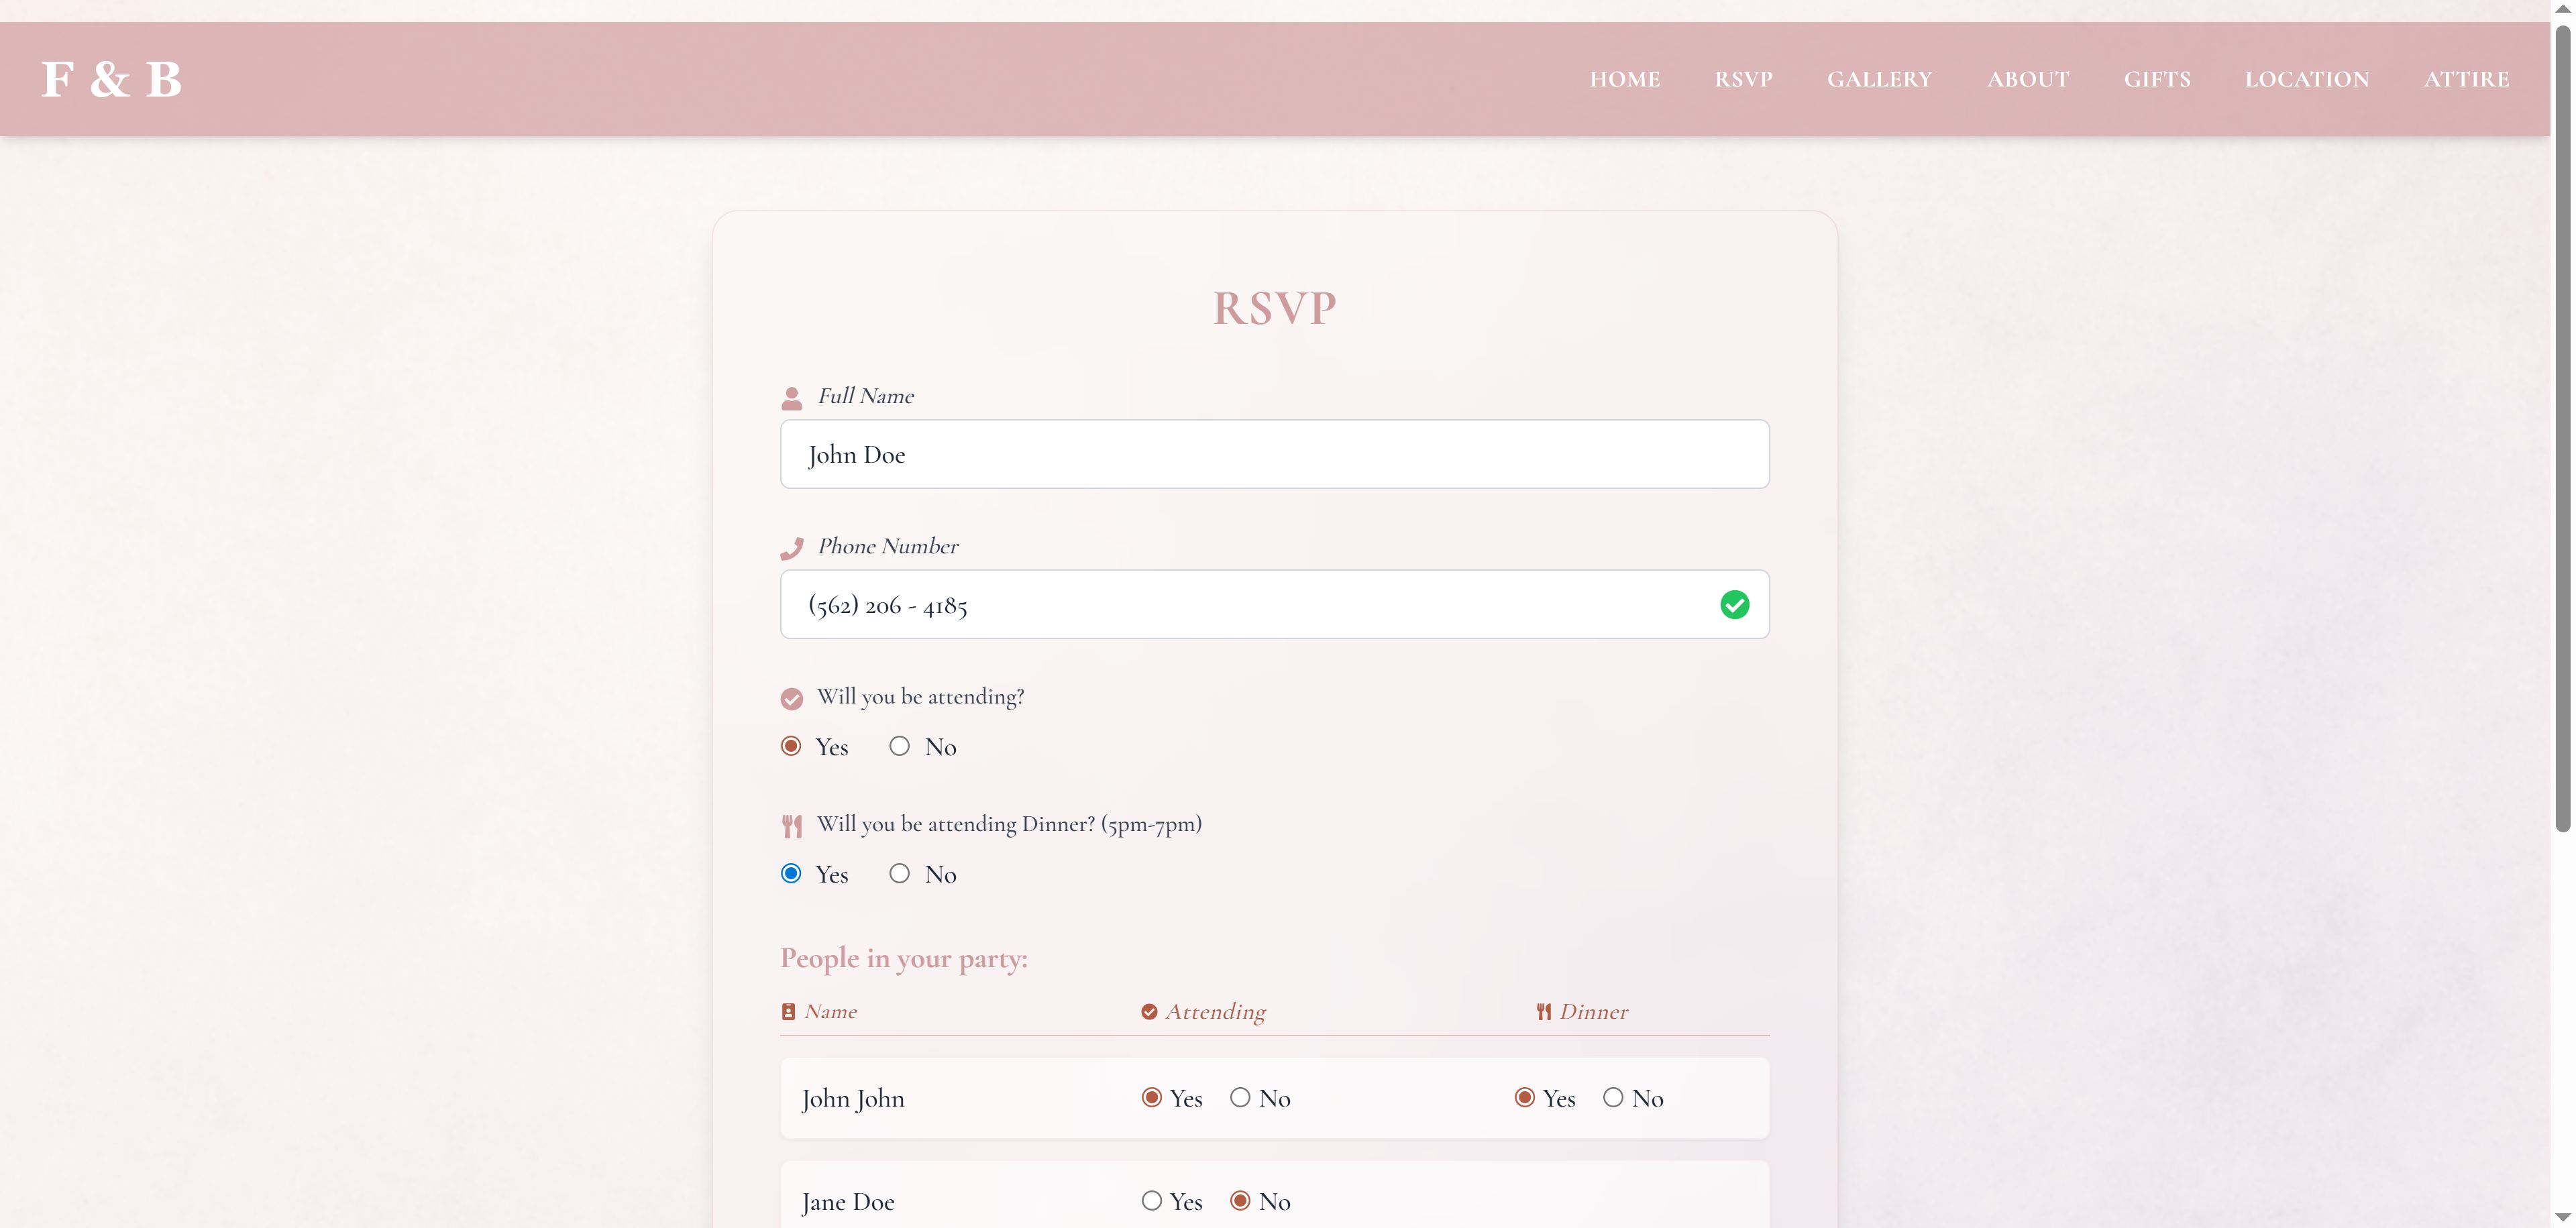 F & B
HOME RSVP GALLERY ABOUT GIFTS LOCATION ATTIRE
RSVP
Full Name
John Doe
Phone Number
(562) 206 - 4185
Will you be attending?
Yes No
Will you be attending Dinner? (5pm-7pm)
Yes No
People in your party:
Name Attending Dinner
John John Yes No Yes No
Jane Doe Yes No